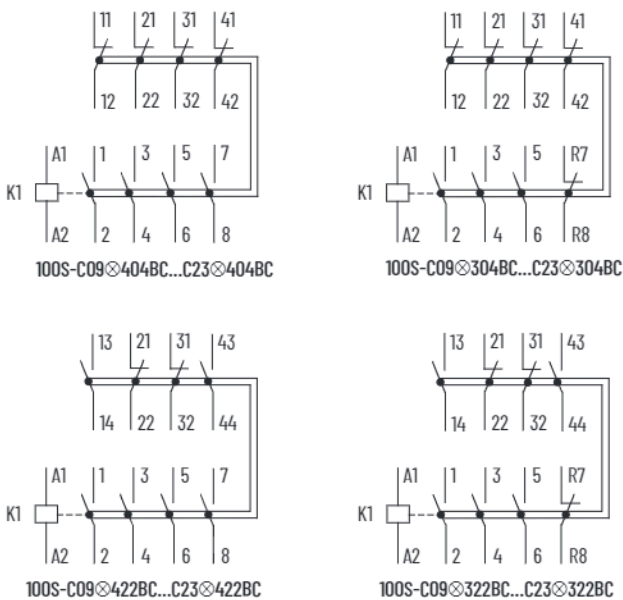 11 21 31 41
12 22 32 42
A1 1 3 5 7
K1
A2 2 4 6 8
100S-C09⊗404BC...C23⊗404BC
11 21 31 41
12 22 32 42
A1 1 3 5 R7
K1
A2 2 4 6 R8
100S-C09⊗304BC...C23⊗304BC
13 21 31 43
14 22 32 44
A1 1 3 5 7
K1
A2 2 4 6 8
100S-C09⊗422BC...C23⊗422BC
13 21 31 43
14 22 32 44
A1 1 3 5 R7
K1
A2 2 4 6 R8
100S-C09⊗322BC...C23⊗322BC